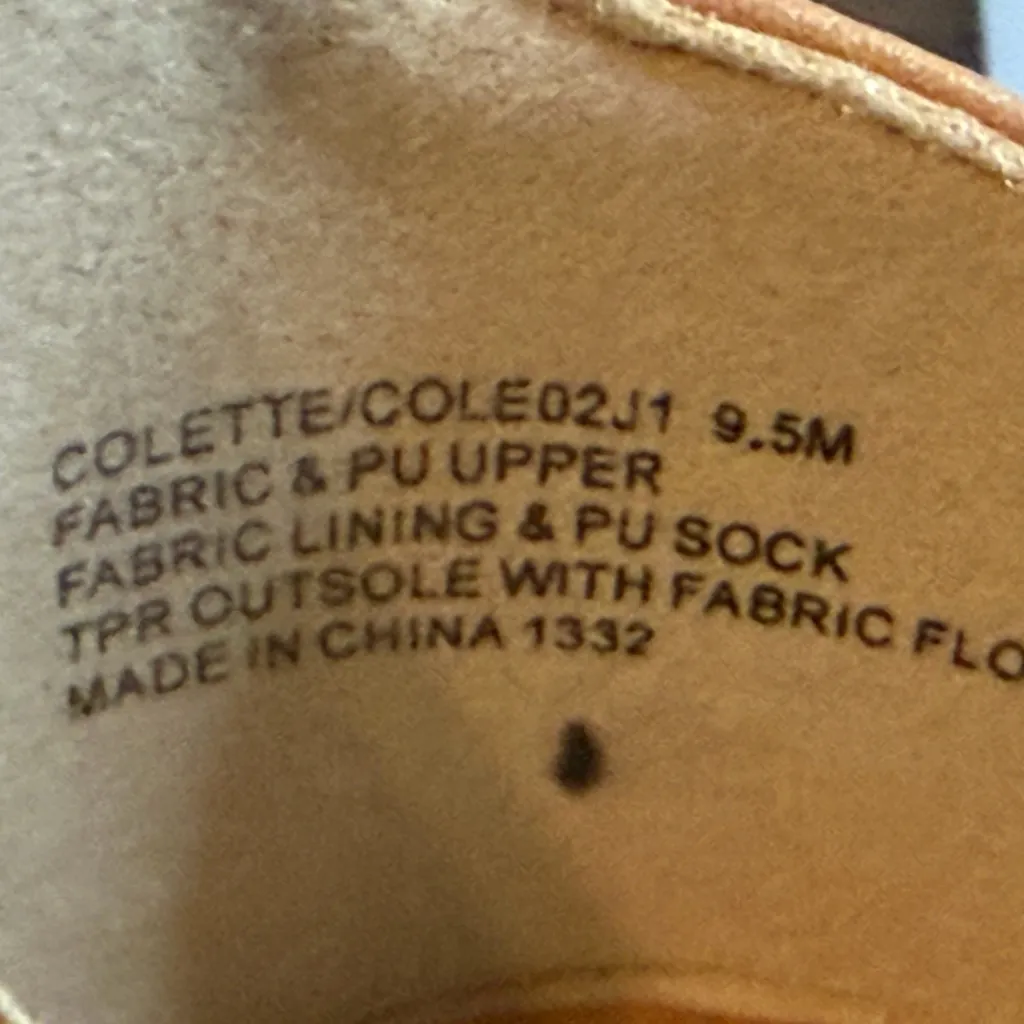 COLETTE/COLE02J1 9.5M
FABRIC & PU UPPER
FABRIC LINING & PU SOCK
TPR OUTSOLE WITH FABRIC FLO
MADE IN CHINA 1332